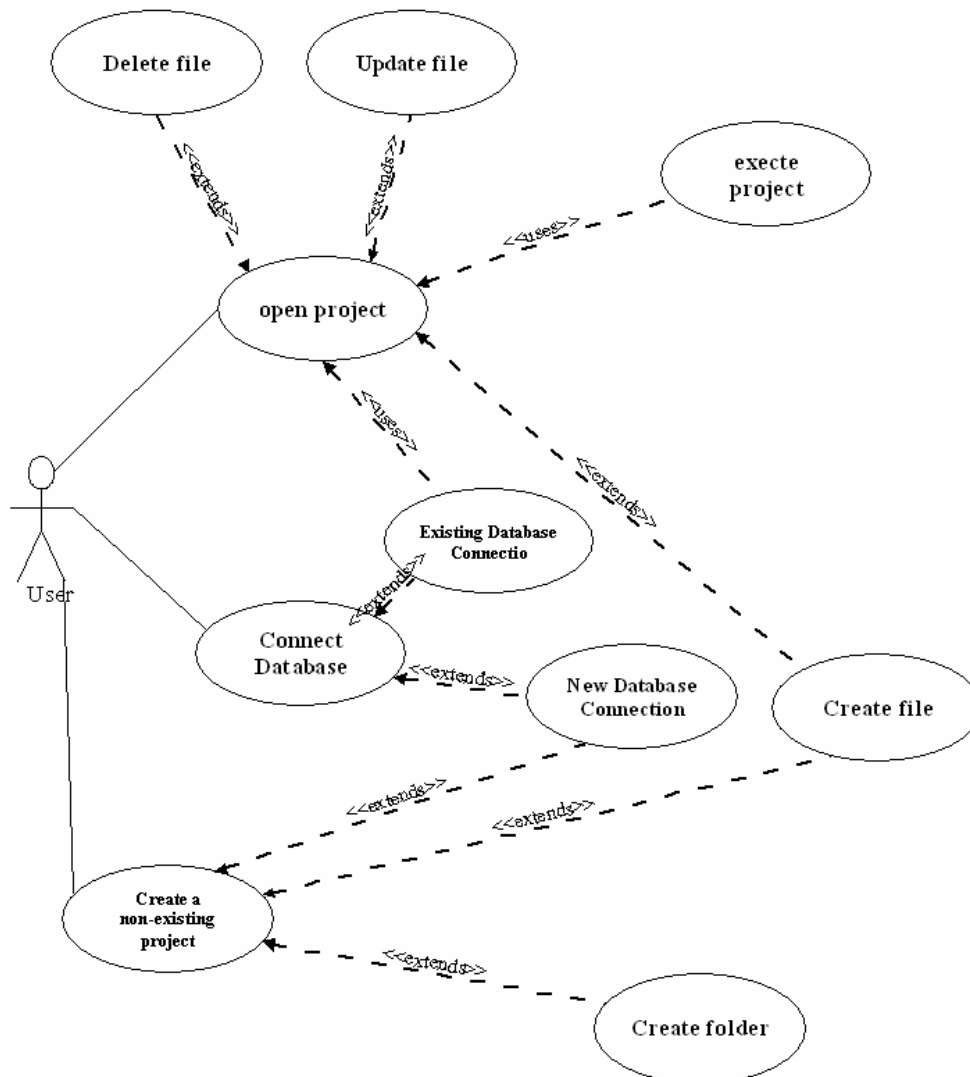 Delete file
Update file
<<extends>>
<<extends>>
execte
project
<<uses>>
open project
<<uses>>
<<extends>>
Existing Database
Connectio
User
<<extends>>
Connect
Database
<<extends>>
New Database
Connection
Create file
<<extends>>
<<extends>>
Create a
non-existing
project
<<extends>>
Create folder